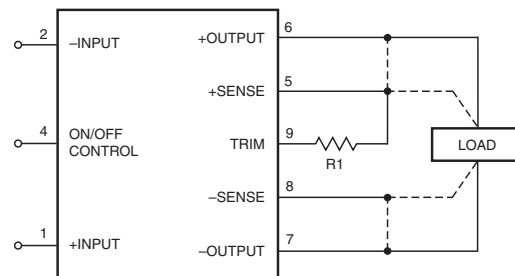 2 –INPUT +OUTPUT 6
+SENSE 5
4 ON/OFF CONTROL TRIM 9
R1
LOAD
–SENSE 8
1 +INPUT –OUTPUT 7